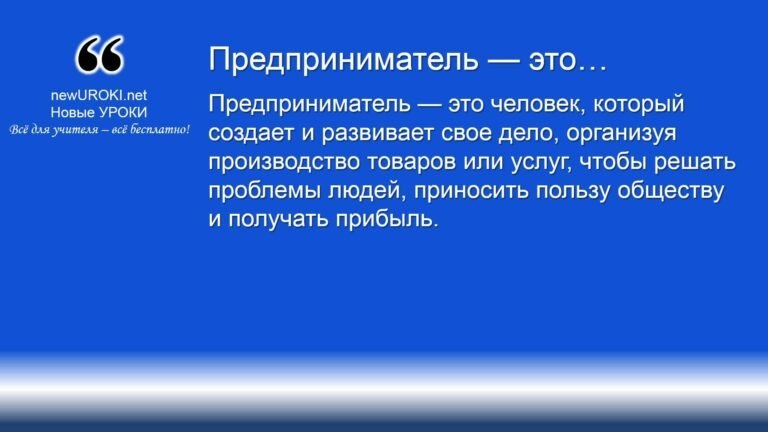 ❝
newUROKI.net
Новые УРОКИ
Всё для учителя – всё бесплатно!
Предприниматель — это…
Предприниматель — это человек, который
создает и развивает свое дело, организуя
производство товаров или услуг, чтобы решать
проблемы людей, приносить пользу обществу
и получать прибыль.